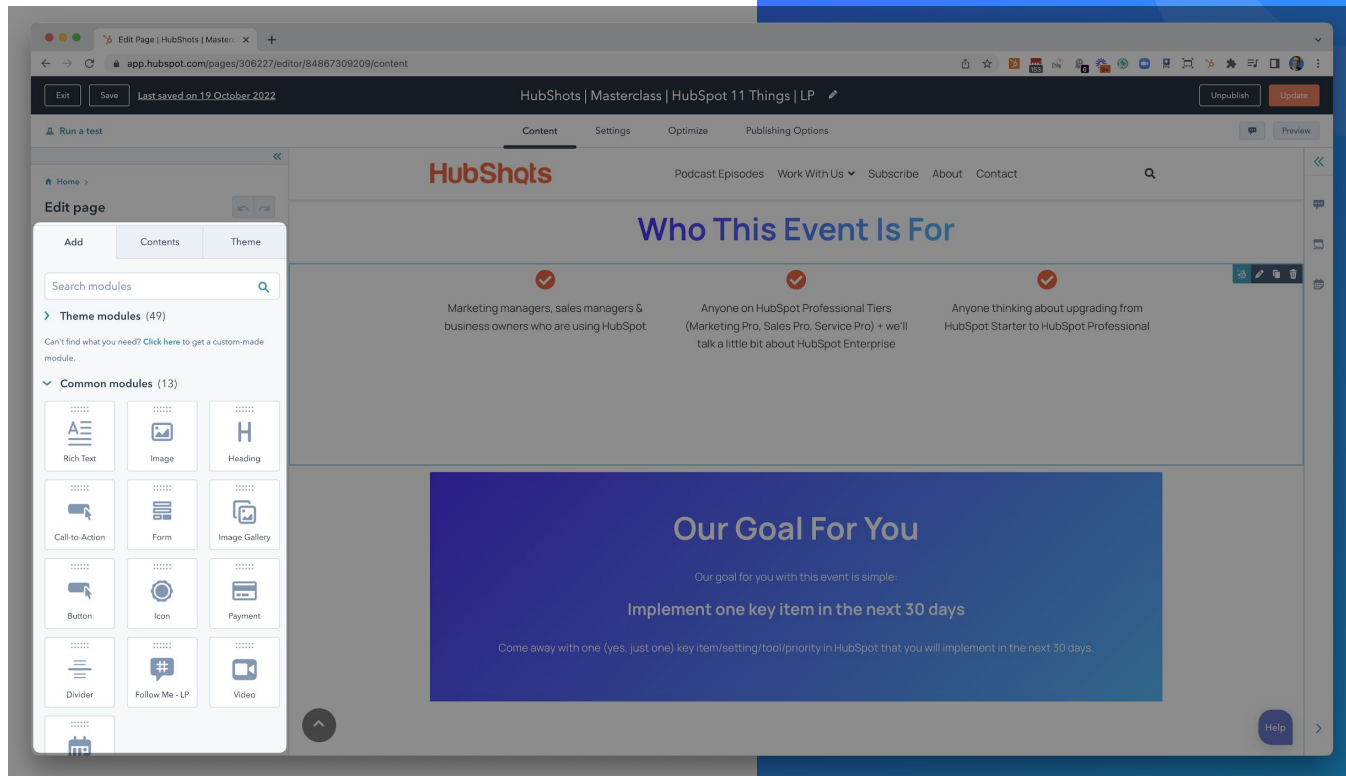 Edit Page | HubShots | Masterc
app.hubspot.com/pages/306227/editor/84867309209/content
153
6
Exit
Save
Last saved on 19 October 2022
HubShots | Masterclass | HubSpot 11 Things | LP
Unpublish
Update
Run a test
Content
Settings
Optimize
Publishing Options
Preview
Home
Edit page
Add
Contents
Theme
Search modules
Theme modules (49)
Can't find what you need? Click here to get a custom-made
module.
Common modules (13)
Rich Text
Image
Heading
Call-to-Action
Form
Image Gallery
Button
Icon
Payment
Divider
Follow Me - LP
Video
HubShots
Podcast Episodes
Work With Us
Subscribe
About
Contact
Who This Event Is For
Marketing managers, sales managers &
business owners who are using HubSpot
Anyone on HubSpot Professional Tiers
(Marketing Pro, Sales Pro, Service Pro) + we'll
talk a little bit about HubSpot Enterprise
Anyone thinking about upgrading from
HubSpot Starter to HubSpot Professional
Our Goal For You
Our goal for you with this event is simple:
Implement one key item in the next 30 days
Come away with one (yes, just one) key item/setting/tool/priority in HubSpot that you will implement in the next 30 days.
Help